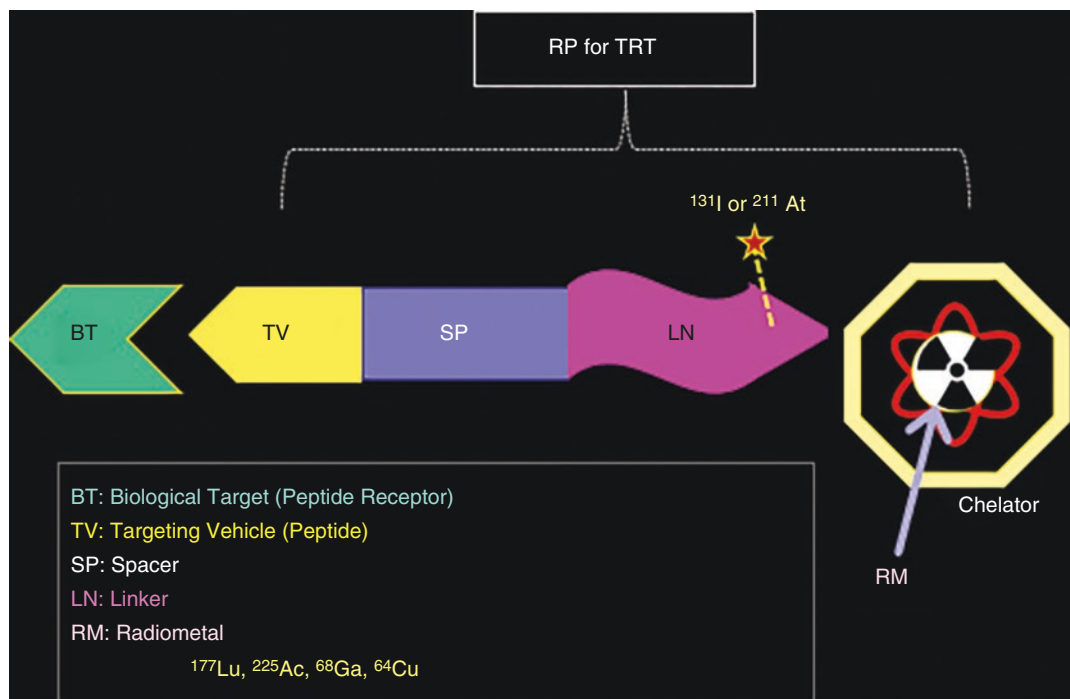 RP for TRT
¹³¹I or ²¹¹ At
BT
TV
SP
LN
Chelator
RM
BT: Biological Target (Peptide Receptor)
TV: Targeting Vehicle (Peptide)
SP: Spacer
LN: Linker
RM: Radiometal
¹⁷⁷Lu, ²²⁵Ac, ⁶⁸Ga, ⁶⁴Cu